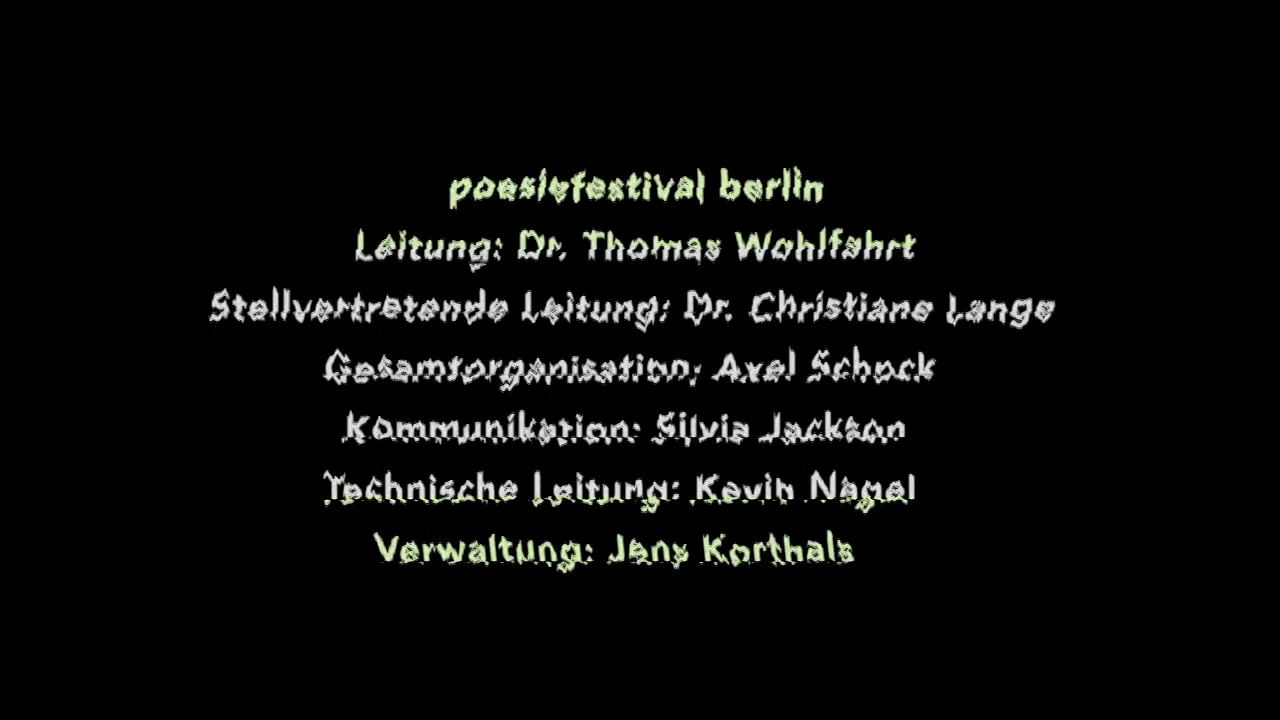 poesiefestival berlin
Leitung: Dr. Thomas Wohlfahrt
Stellvertretende Leitung: Dr. Christiane Lange
Gesamtorganisation: Axel Schock
Kommunikation: Silvia Jackson
Technische Leitung: Kevin Nagel
Verwaltung: Jens Korthals